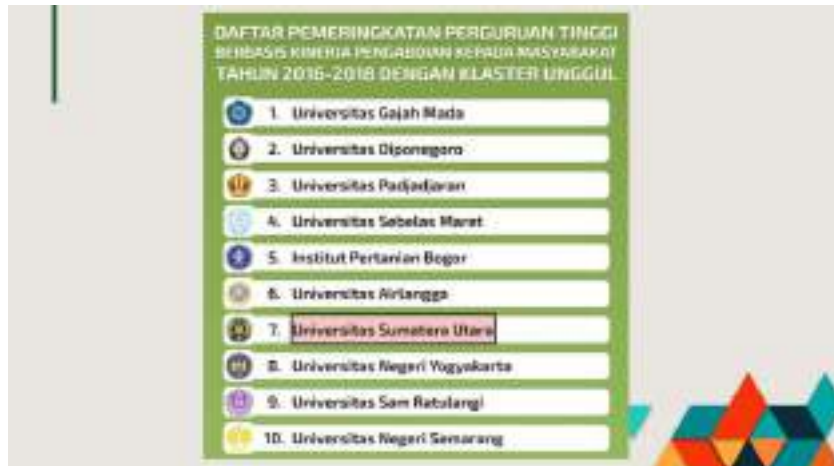 DAFTAR PEMERINGKATAN PERGURUAN TINGGI
BERBASIS KINERJA PENGABDIAN KEPADA MASYARAKAT
TAHUN 2016-2018 DENGAN KLASTER UNGGUL
1. Universitas Gajah Mada
2. Universitas Diponegoro
3. Universitas Padjadjaran
4. Universitas Sebelas Maret
5. Institut Pertanian Bogor
6. Universitas Airlangga
7. Universitas Sumatera Utara
8. Universitas Negeri Yogyakarta
9. Universitas Sam Ratulangi
10. Universitas Negeri Semarang